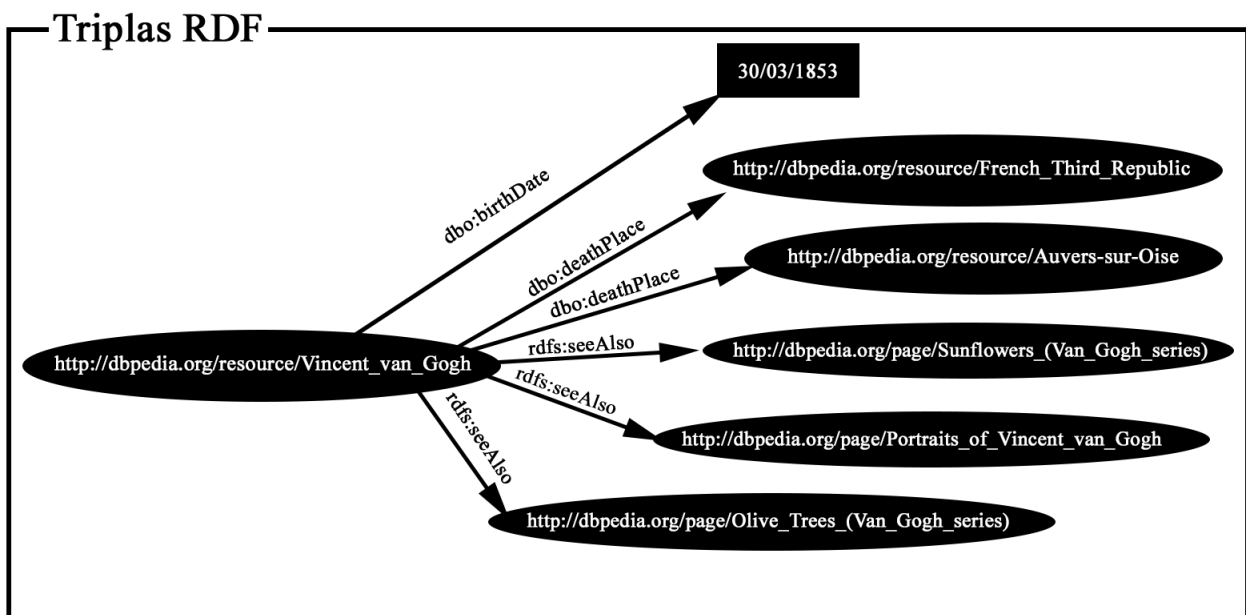 Triplas RDF
30/03/1853
dbo:birthDate
http://dbpedia.org/resource/French_Third_Republic
dbo:deathPlace
http://dbpedia.org/resource/Auvers-sur-Oise
dbo:deathPlace
rdfs:seeAlso
http://dbpedia.org/page/Sunflowers_(Van_Gogh_series)
http://dbpedia.org/resource/Vincent_van_Gogh
rdfs:seeAlso
http://dbpedia.org/page/Portraits_of_Vincent_van_Gogh
rdfs:seeAlso
http://dbpedia.org/page/Olive_Trees_(Van_Gogh_series)